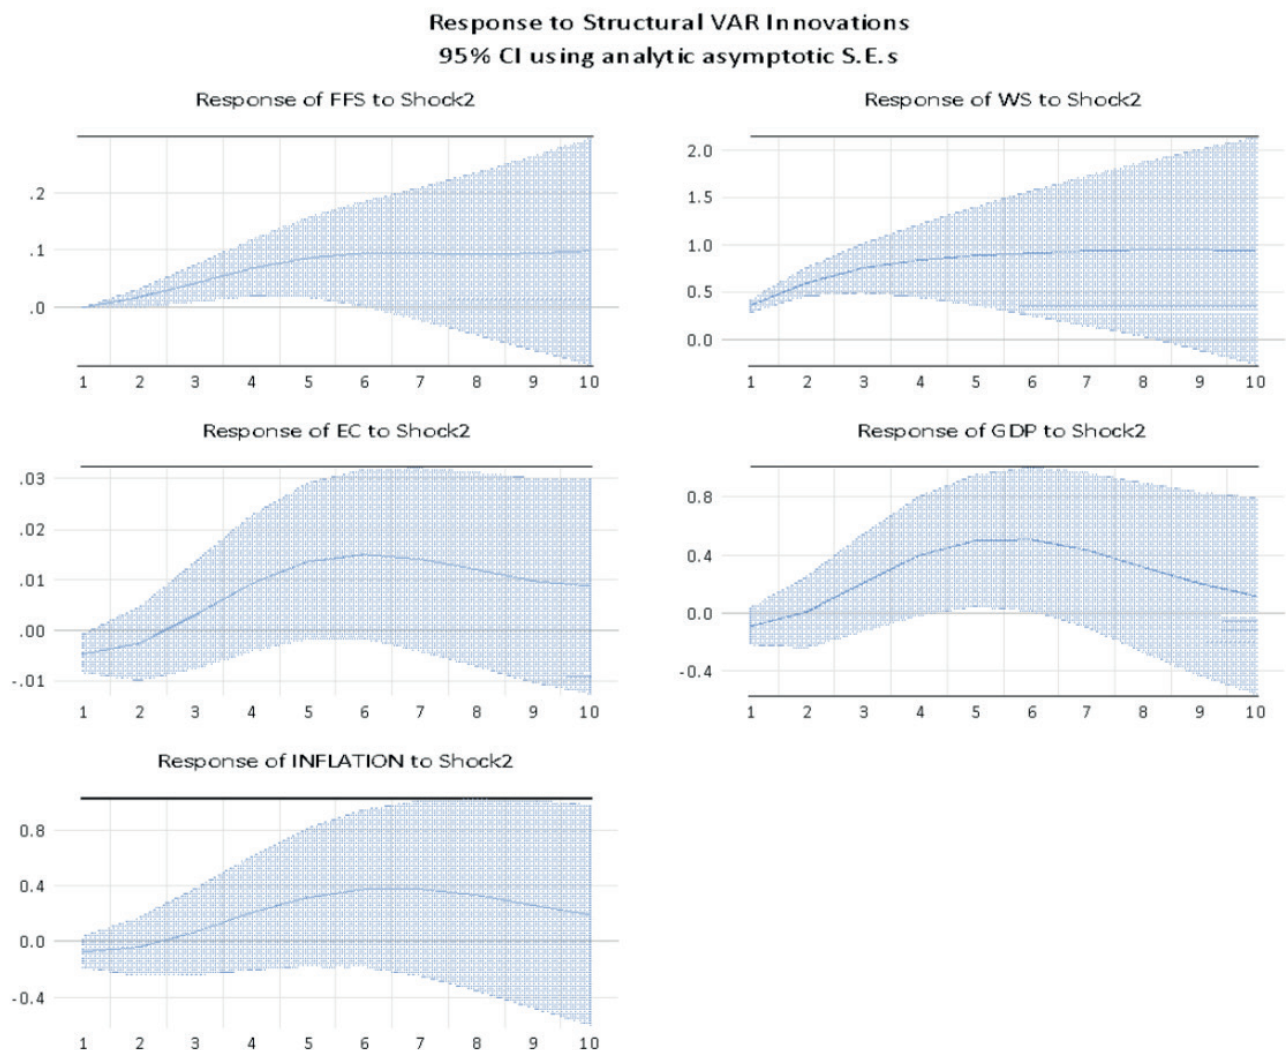 Response to Structural VAR Innovations
95% CI using analytic asymptotic S.E.s
Response of FFS to Shock2
.2
.1
.0
1 2 3 4 5 6 7 8 9 10
Response of WS to Shock2
2.0
1.5
1.0
0.5
0.0
1 2 3 4 5 6 7 8 9 10
Response of EC to Shock2
.03
.02
.01
.00
-.01
1 2 3 4 5 6 7 8 9 10
Response of GDP to Shock2
0.8
0.4
0.0
-0.4
1 2 3 4 5 6 7 8 9 10
Response of INFLATION to Shock2
0.8
0.4
0.0
-0.4
1 2 3 4 5 6 7 8 9 10